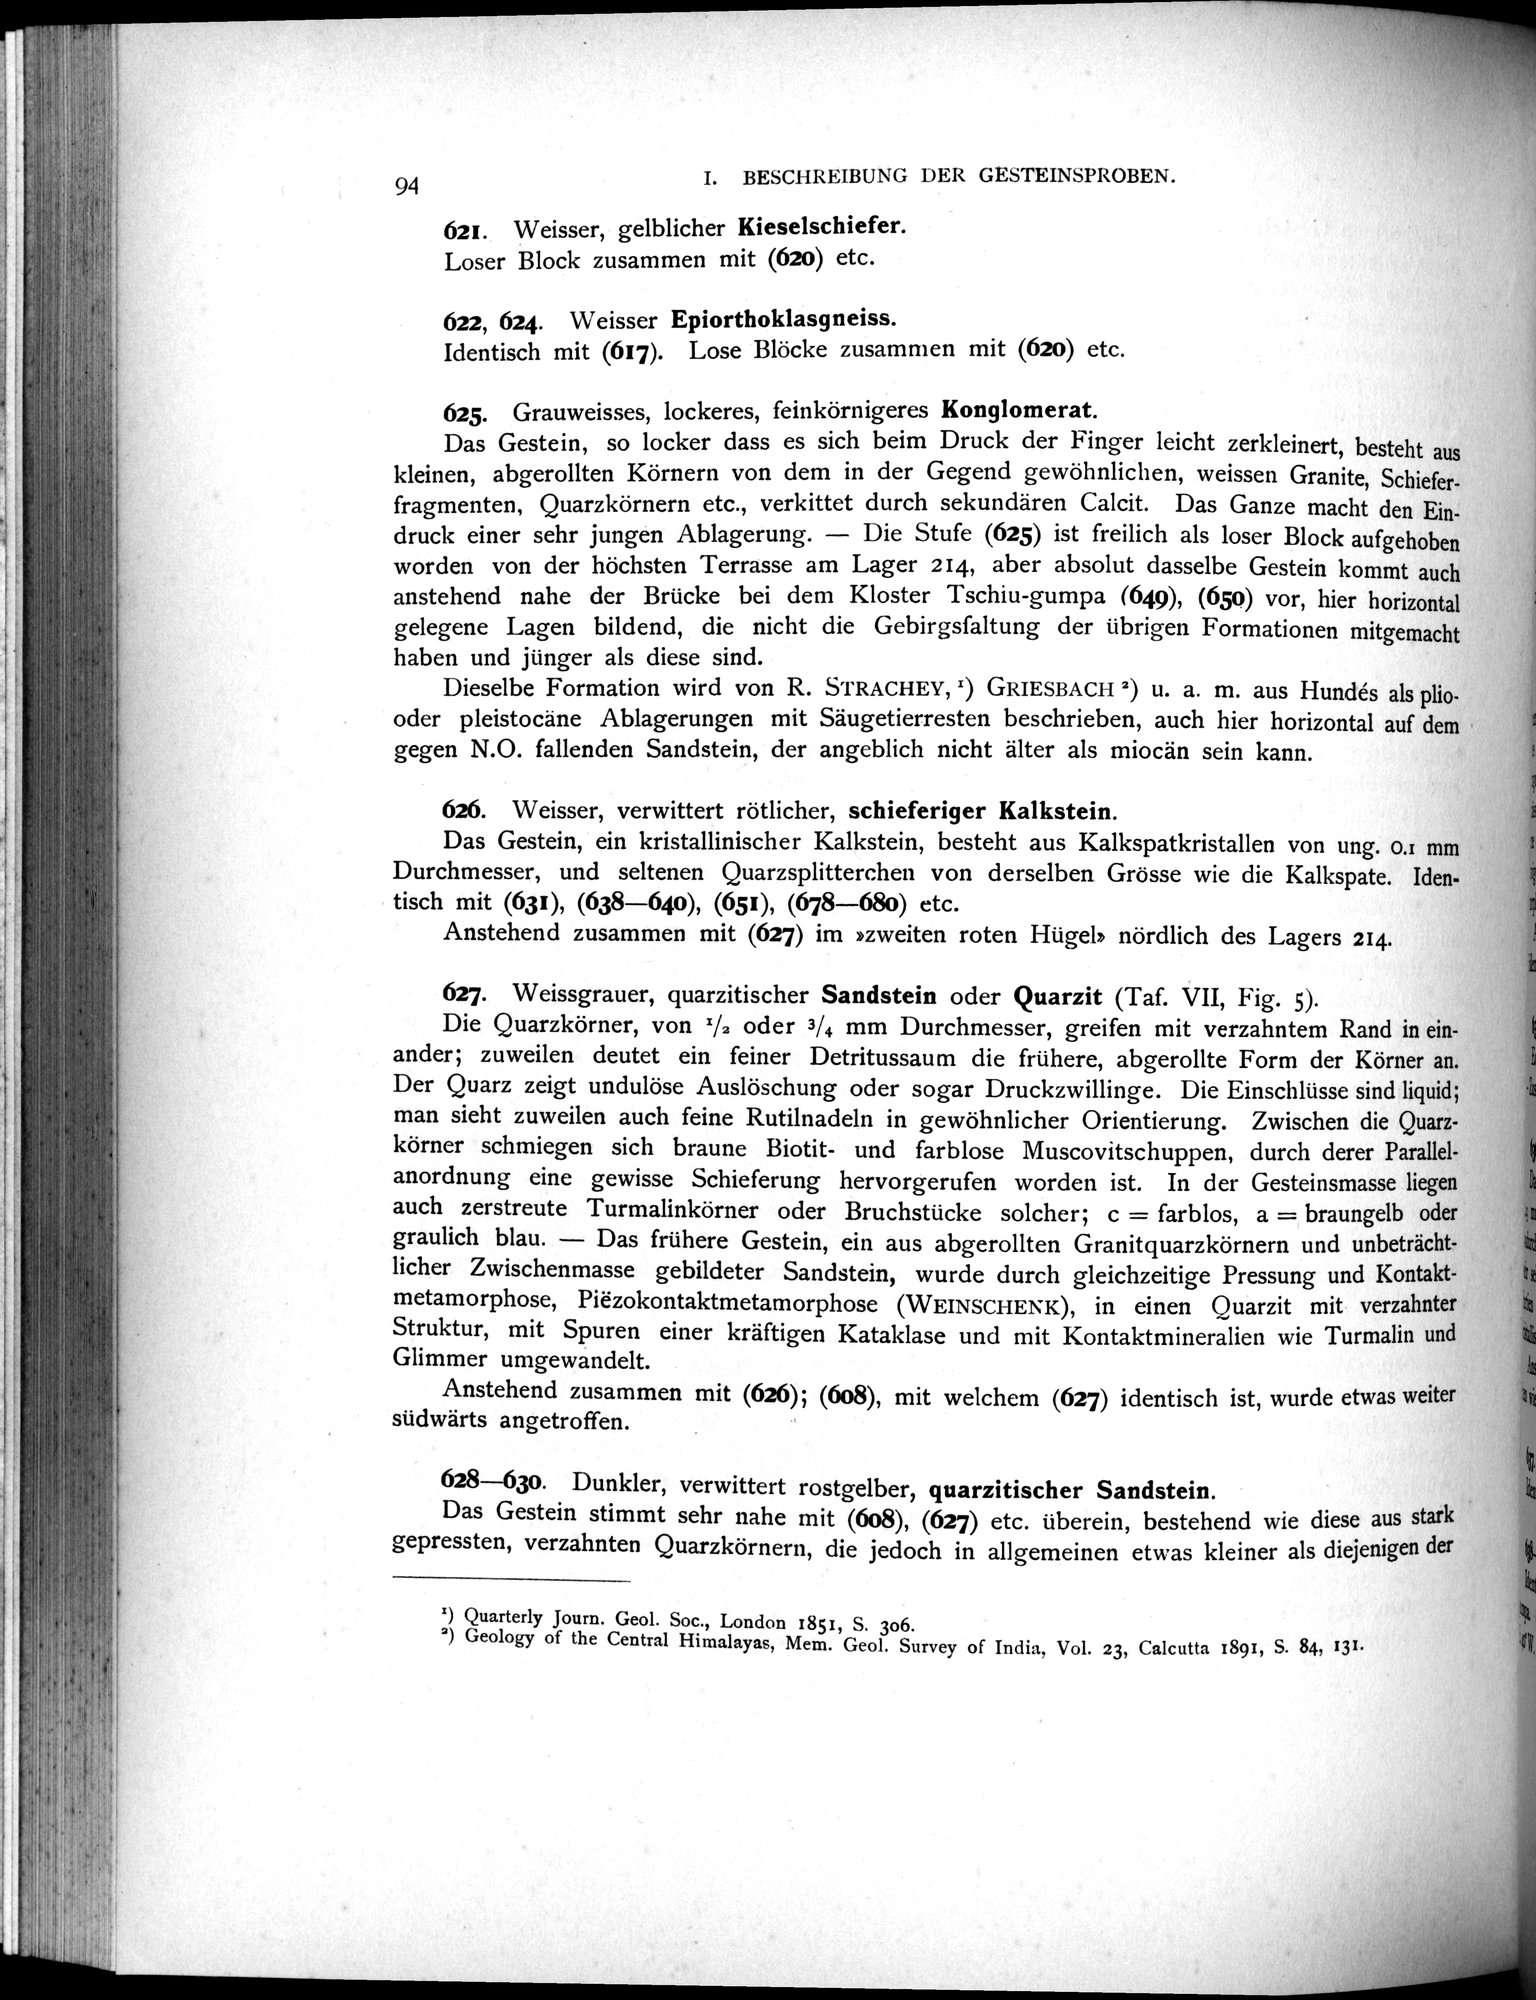 94 I. BESCHREIBUNG DER GESTEINSPROBEN.
621. Weisser, gelblicher Kieselschiefer.
Loser Block zusammen mit (620) etc.
622, 624. Weisser Epiorthoklasgneiss.
Identisch mit (617). Lose Blöcke zusammen mit (620) etc.
625. Grauweisses, lockeres, feinkörnigeres Konglomerat.
Das Gestein, so locker dass es sich beim Druck der Finger leicht zerkleinert, besteht aus
kleinen, abgerollten Körnern von dem in der Gegend gewöhnlichen, weissen Granite, Schiefer-
fragmenten, Quarzkörnern etc., verkittet durch sekundären Calcit. Das Ganze macht den Ein-
druck einer sehr jungen Ablagerung. — Die Stufe (625) ist freilich als loser Block aufgehoben
worden von der höchsten Terrasse am Lager 214, aber absolut dasselbe Gestein kommt auch
anstehend nahe der Brücke bei dem Kloster Tschiu-gumpa (649), (650) vor, hier horizontal
gelegene Lagen bildend, die nicht die Gebirgsfaltung der übrigen Formationen mitgemacht
haben und jünger als diese sind.
Dieselbe Formation wird von R. STRACHEY, ¹) GRIESBACH ²) u. a. m. aus Hundés als plio-
oder pleistocäne Ablagerungen mit Säugetierresten beschrieben, auch hier horizontal auf dem
gegen N.O. fallenden Sandstein, der angeblich nicht älter als miocän sein kann.
626. Weisser, verwittert rötlicher, schieferiger Kalkstein.
Das Gestein, ein kristallinischer Kalkstein, besteht aus Kalkspatkristallen von ung. 0.1 mm
Durchmesser, und seltenen Quarzsplitterchen von derselben Grösse wie die Kalkspate. Iden-
tisch mit (631), (638—640), (651), (678—680) etc.
Anstehend zusammen mit (627) im »zweiten roten Hügel» nördlich des Lagers 214.
627. Weissgrauer, quarzitischer Sandstein oder Quarzit (Taf. VII, Fig. 5).
Die Quarzkörner, von ¹/₂ oder ³/₄ mm Durchmesser, greifen mit verzahntem Rand in ein-
ander; zuweilen deutet ein feiner Detritussaum die frühere, abgerollte Form der Körner an.
Der Quarz zeigt undulöse Auslöschung oder sogar Druckzwillinge. Die Einschlüsse sind liquid;
man sieht zuweilen auch feine Rutilnadeln in gewöhnlicher Orientierung. Zwischen die Quarz-
körner schmiegen sich braune Biotit- und farblose Muscovitschuppen, durch derer Parallel-
anordnung eine gewisse Schieferung hervorgerufen worden ist. In der Gesteinsmasse liegen
auch zerstreute Turmalinkörner oder Bruchstücke solcher; c = farblos, a = braungelb oder
graulich blau. — Das frühere Gestein, ein aus abgerollten Granitquarzkörnern und unbeträcht-
licher Zwischenmasse gebildeter Sandstein, wurde durch gleichzeitige Pressung und Kontakt-
metamorphose, Piëzokontaktmetamorphose (WEINSCHENK), in einen Quarzit mit verzahnter
Struktur, mit Spuren einer kräftigen Kataklase und mit Kontaktmineralien wie Turmalin und
Glimmer umgewandelt.
Anstehend zusammen mit (626); (608), mit welchem (627) identisch ist, wurde etwas weiter
südwärts angetroffen.
628—630. Dunkler, verwittert rostgelber, quarzitischer Sandstein.
Das Gestein stimmt sehr nahe mit (608), (627) etc. überein, bestehend wie diese aus stark
gepressten, verzahnten Quarzkörnern, die jedoch in allgemeinen etwas kleiner als diejenigen der
¹) Quarterly Journ. Geol. Soc., London 1851, S. 306.
²) Geology of the Central Himalayas, Mem. Geol. Survey of India, Vol. 23, Calcutta 1891, S. 84, 131.